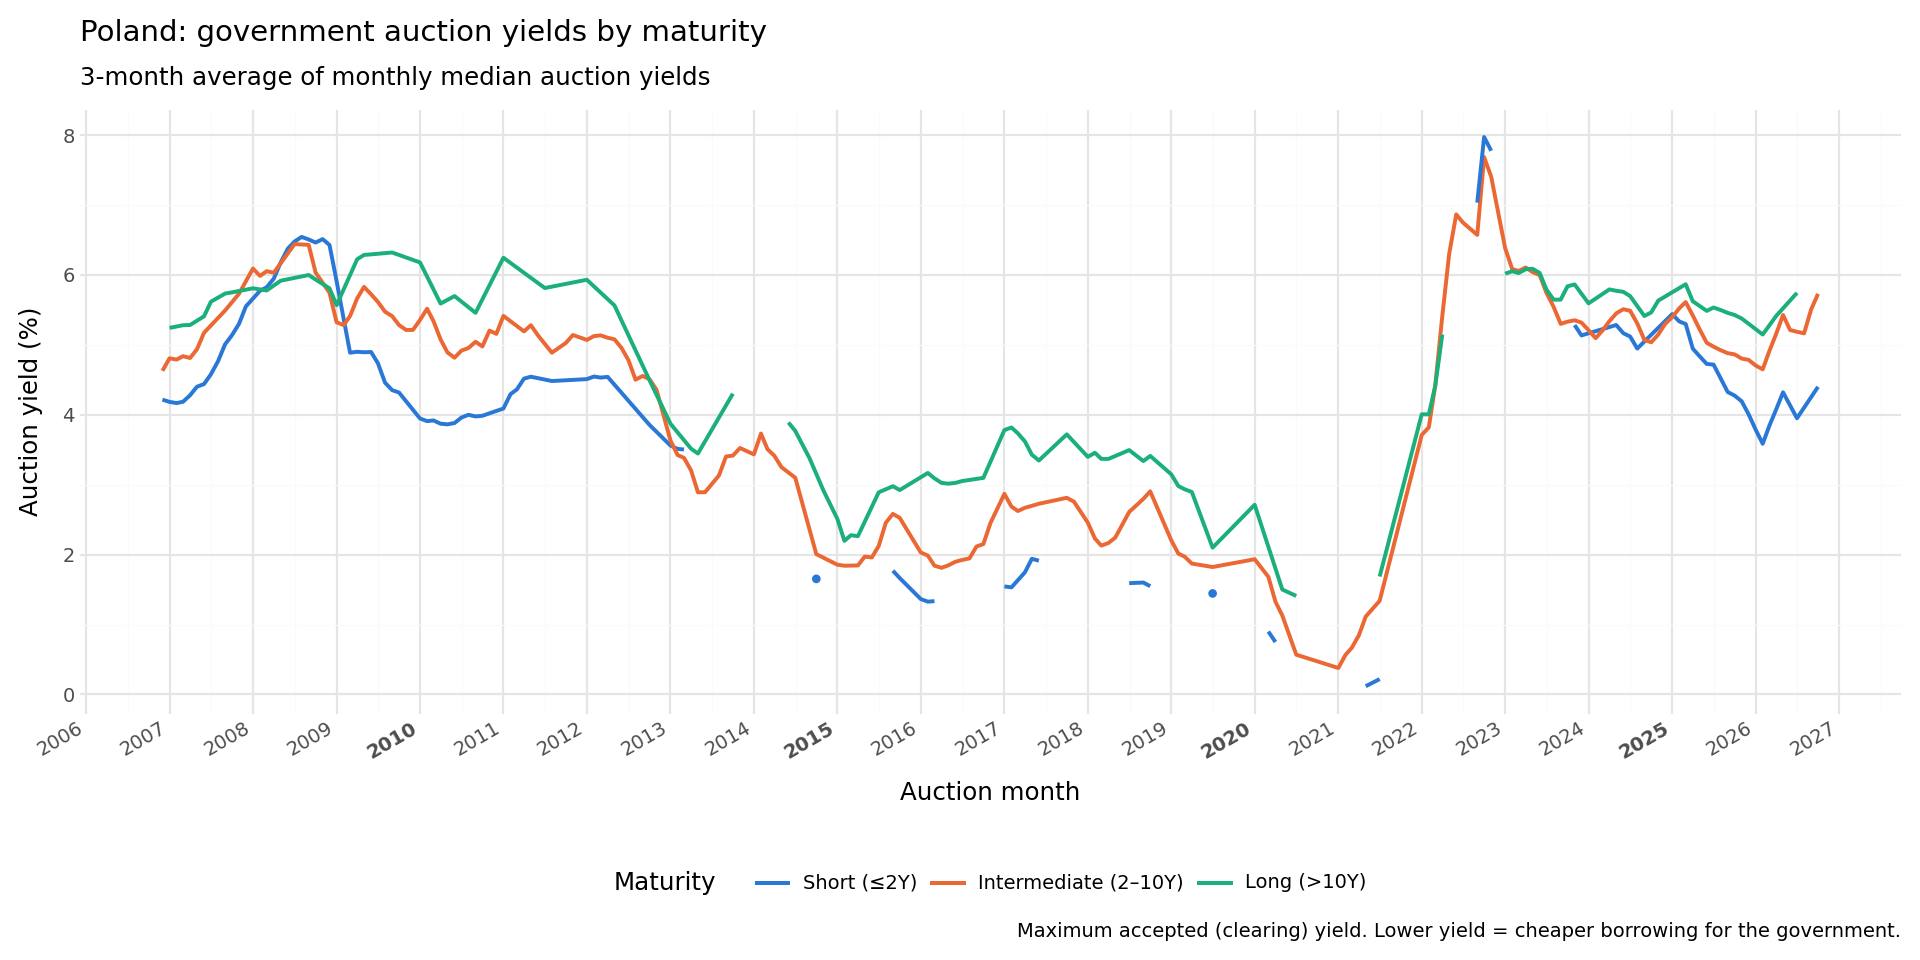 Poland: government auction yields by maturity
3-month average of monthly median auction yields
Auction yield (%)
8
6
4
2
0
2006 2007 2008 2009 2010 2011 2012 2013 2014 2015 2016 2017 2018 2019 2020 2021 2022 2023 2024 2025 2026 2027
Auction month
Maturity Short (≤2Y) Intermediate (2–10Y) Long (>10Y)
Maximum accepted (clearing) yield. Lower yield = cheaper borrowing for the government.